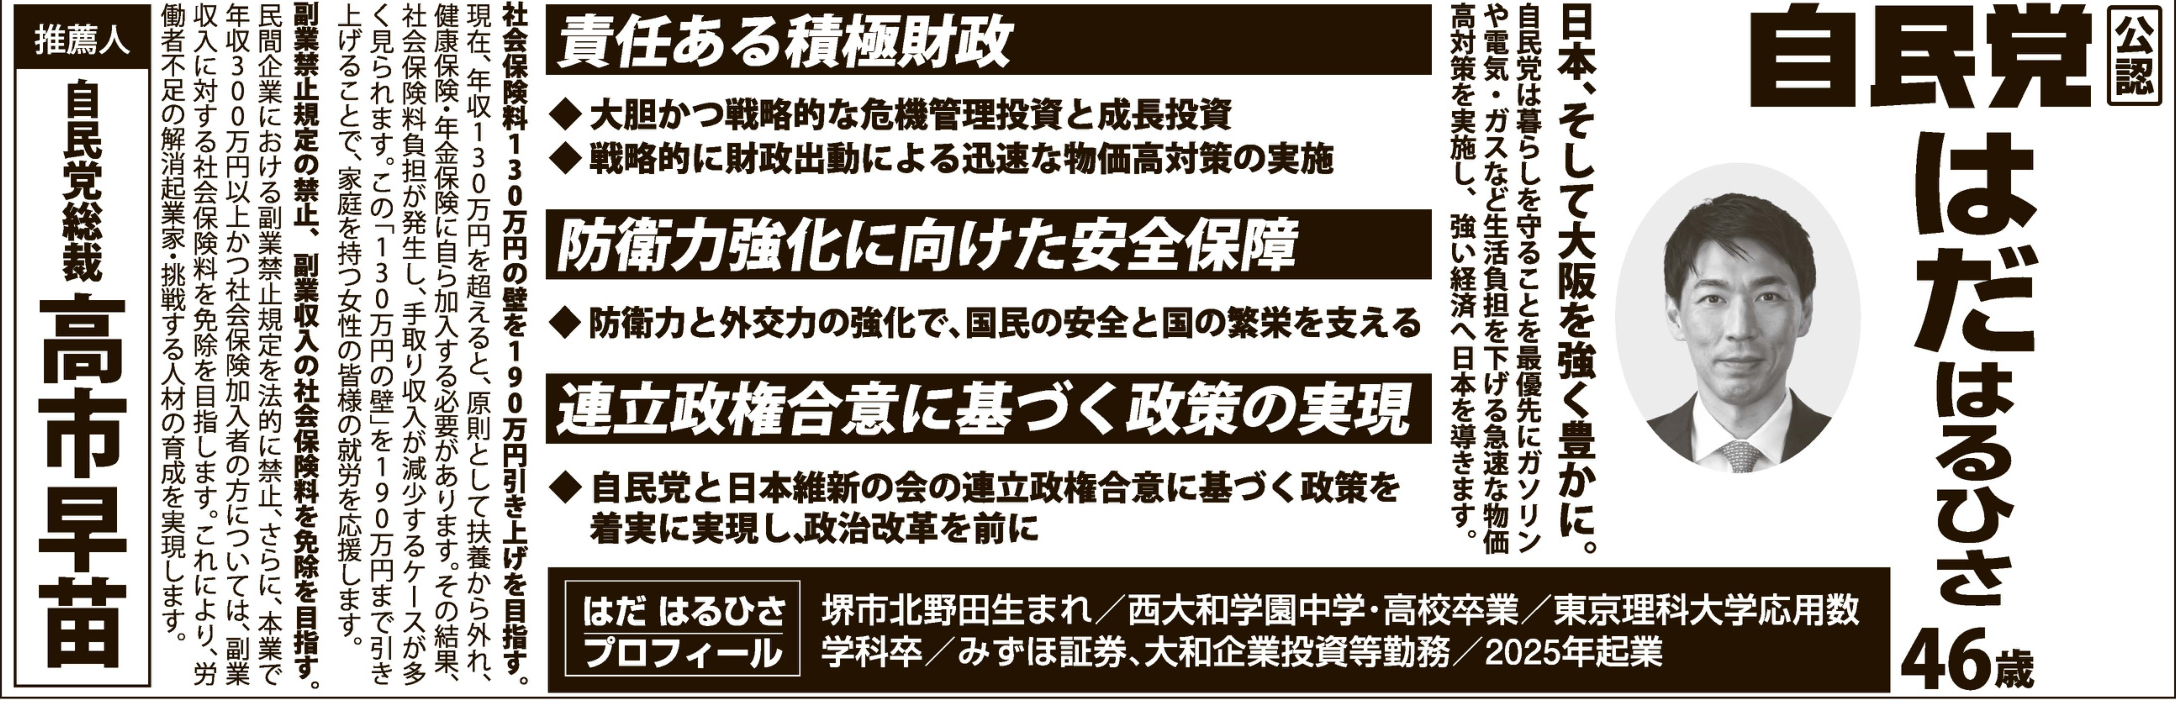 公認
自民党
はだ はるひさ
46歳
日本、そして大阪を強く豊かに。
自民党は暮らしを守ることを最優先にガソリン
や電気・ガスなど生活負担を下げる急速な物価
高対策を実施し、強い経済へ日本を導きます。
責任ある積極財政
◆ 大胆かつ戦略的な危機管理投資と成長投資
◆ 戦略的に財政出動による迅速な物価高対策の実施
防衛力強化に向けた安全保障
◆ 防衛力と外交力の強化で、国民の安全と国の繁栄を支える
連立政権合意に基づく政策の実現
◆ 自民党と日本維新の会の連立政権合意に基づく政策を
着実に実現し、政治改革を前に
はだ はるひさ
プロフィール
堺市北野田生まれ／西大和学園中学・高校卒業／東京理科大学応用数
学科卒／みずほ証券、大和企業投資等勤務／2025年起業
社会保険料130万円の壁を190万円引き上げを目指す。
現在、年収130万円を超えると、原則として扶養から外れ、
健康保険・年金保険に自ら加入する必要があります。その結果、
社会保険料負担が発生し、手取り収入が減少するケースが多
く見られます。この「130万円の壁」を190万円まで引き
上げることで、家庭を持つ女性の皆様の就労を応援します。
副業禁止規定の禁止、副業収入の社会保険料を免除を目指す。
民間企業における副業禁止規定を法的に禁止、さらに、本業で
年収300万円以上かつ社会保険加入者の方については、副業
収入に対する社会保険料を免除を目指します。これにより、労
働者不足の解消起業家・挑戦する人材の育成を実現します。
推薦人
自民党総裁 高市早苗